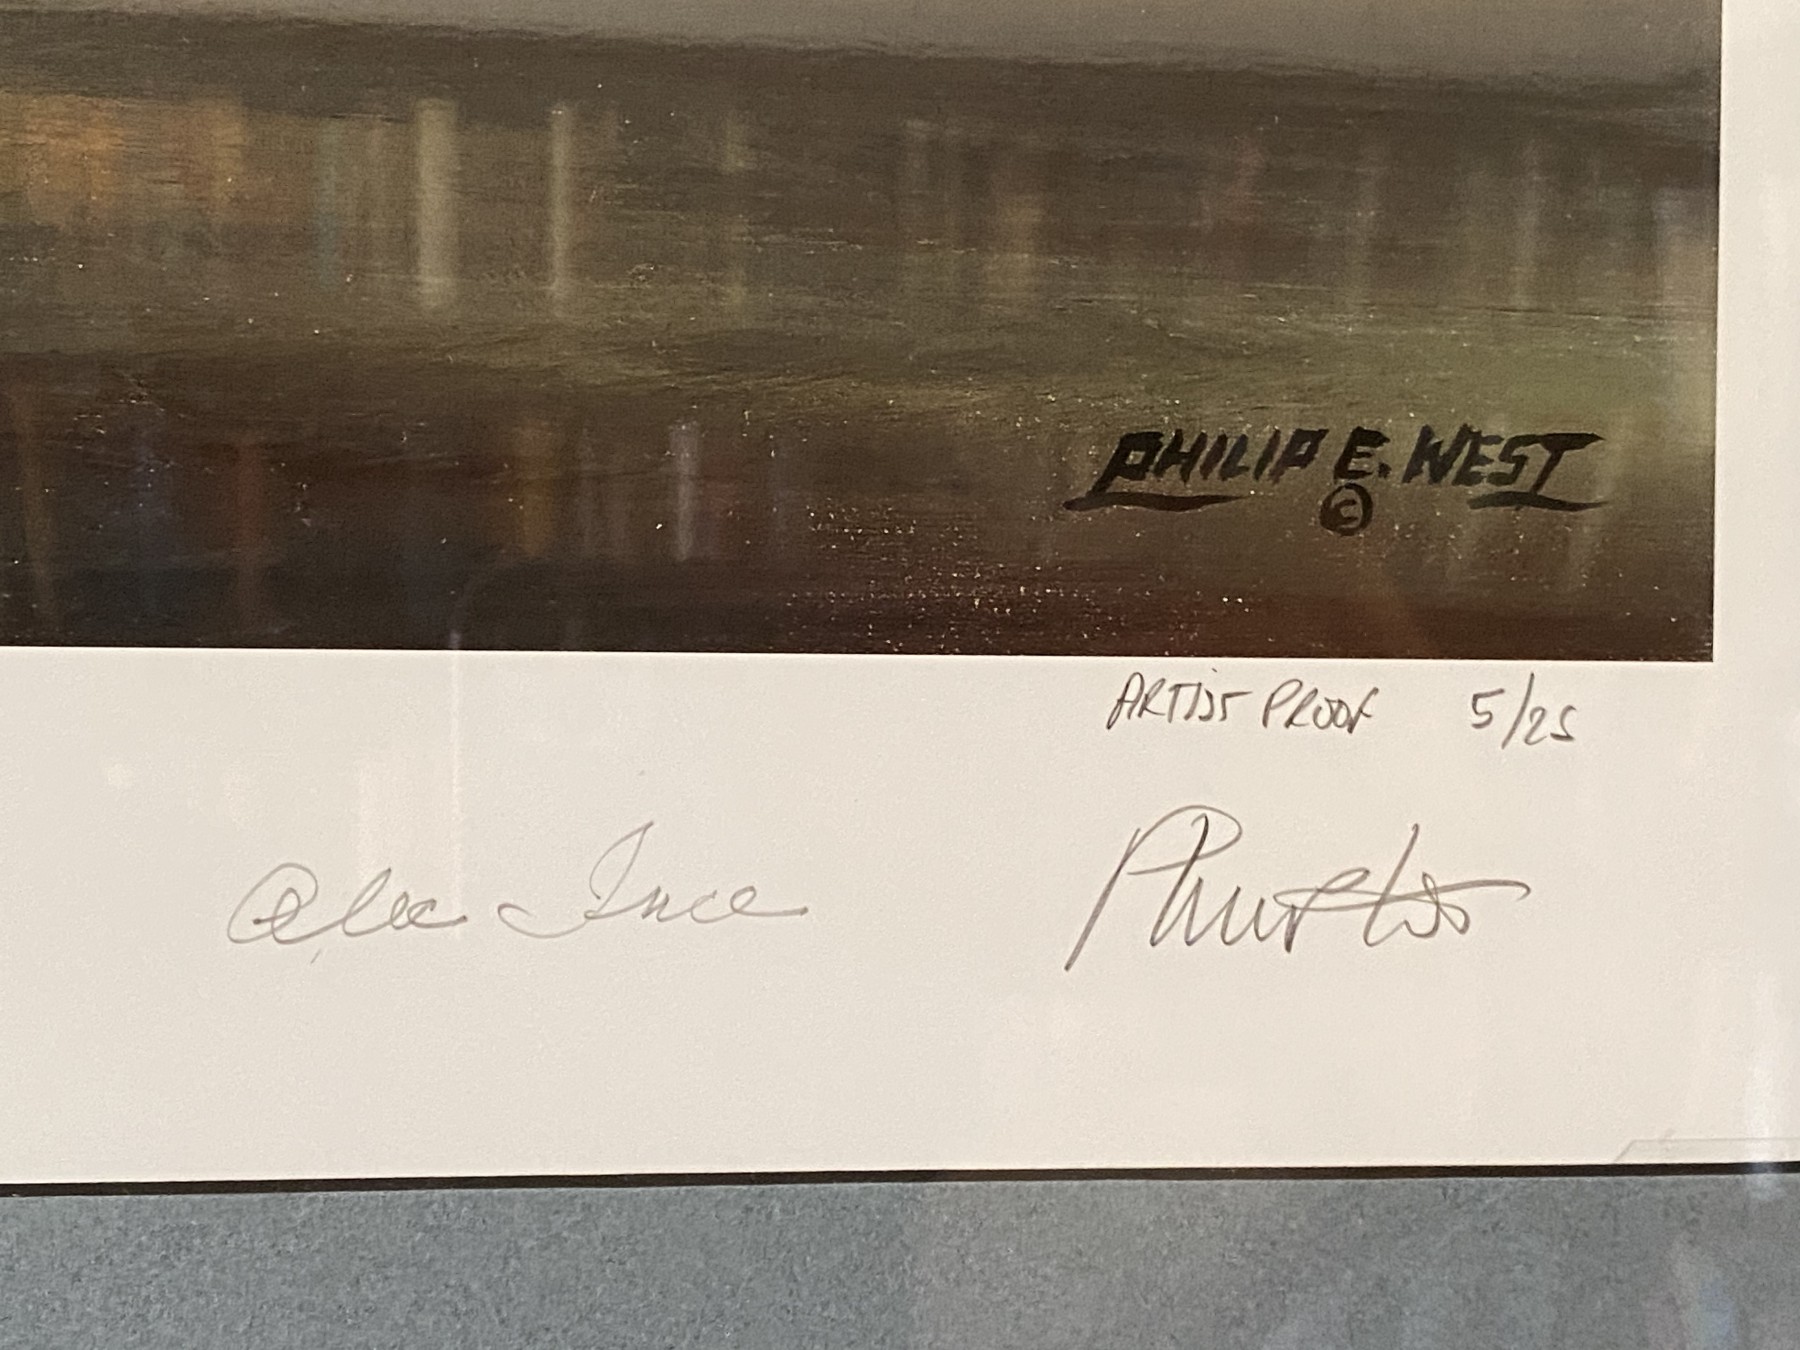 PHILIP E. WEST
©
ARTIST PROOF 5/25
Alec Ince